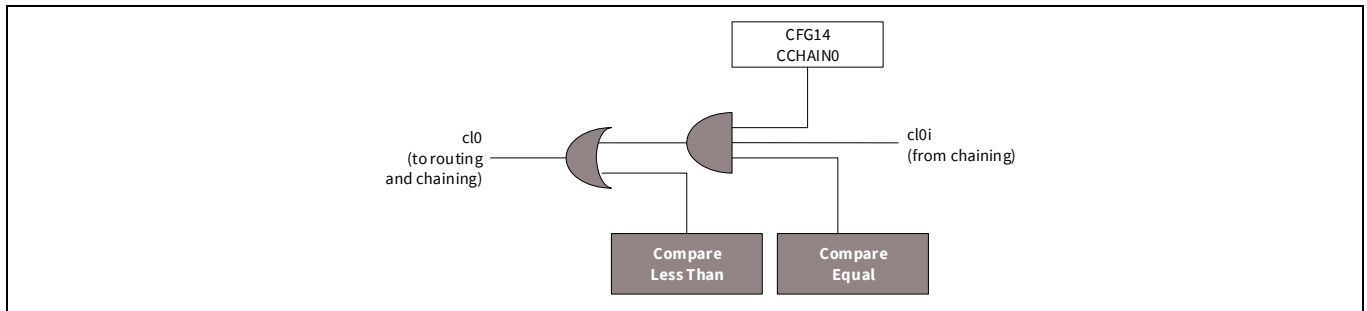 CFG14
CCHAIN0
cl0
(to routing
and chaining)
cl0i
(from chaining)
Compare
Less Than
Compare
Equal